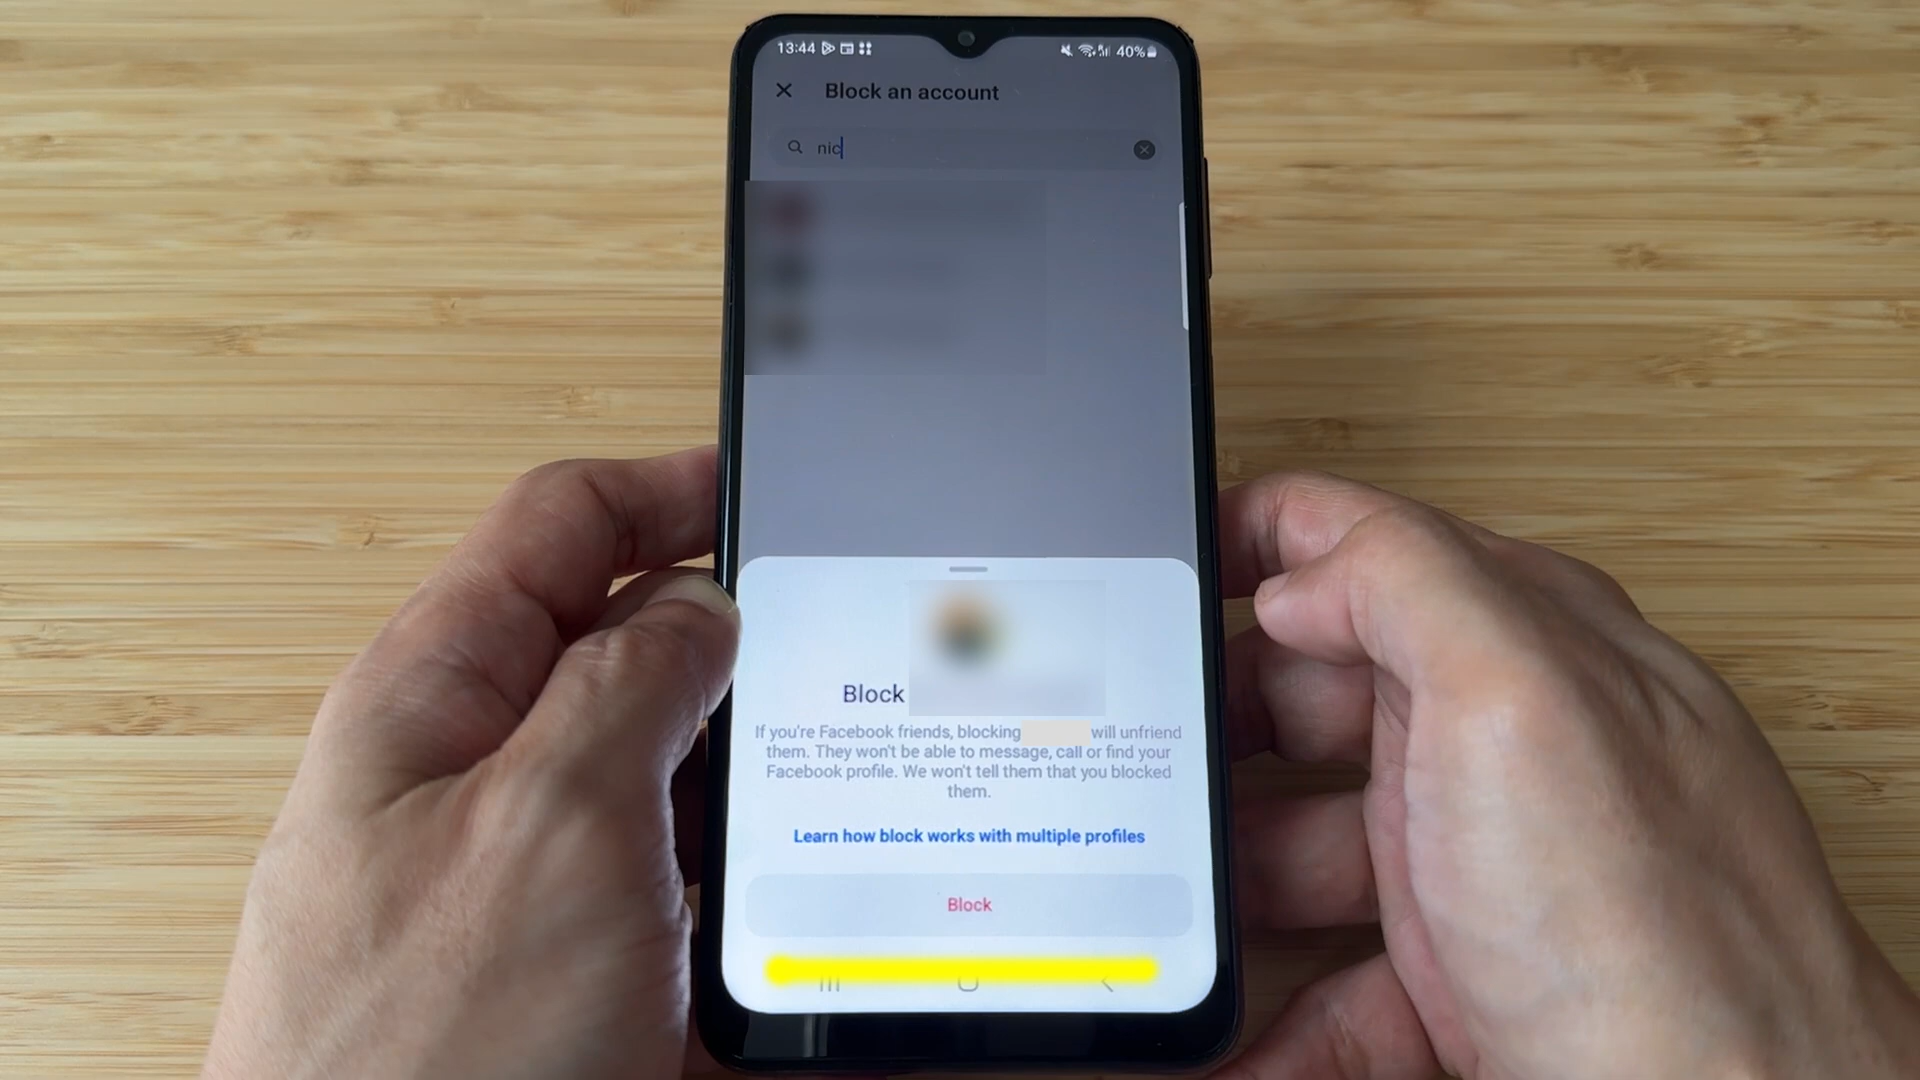 13:44 40%
Block an account
nic
Block
If you're Facebook friends, blocking will unfriend
them. They won't be able to message, call or find your
Facebook profile. We won't tell them that you blocked
them.
Learn how block works with multiple profiles
Block